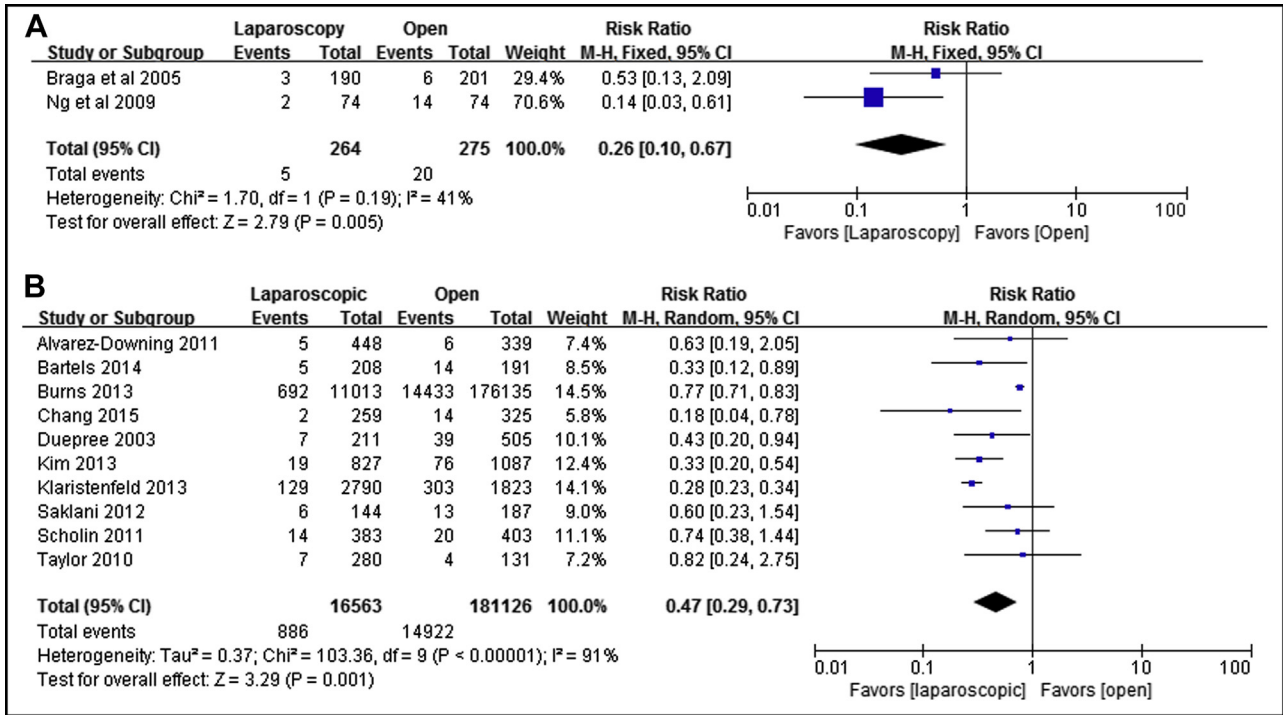 A
Laparoscopy Open Risk Ratio Risk Ratio
Study or Subgroup Events Total Events Total Weight M-H, Fixed, 95% CI M-H, Fixed, 95% CI
Braga et al 2005 3 190 6 201 29.4% 0.53 [0.13, 2.09]
Ng et al 2009 2 74 14 74 70.6% 0.14 [0.03, 0.61]
Total (95% CI) 264 275 100.0% 0.26 [0.10, 0.67]
Total events 5 20
Heterogeneity: Chi² = 1.70, df = 1 (P = 0.19); I² = 41%
Test for overall effect: Z = 2.79 (P = 0.005)
0.01 0.1 1 10 100
Favors [Laparoscopy] Favors [Open]
B
Laparoscopic Open Risk Ratio Risk Ratio
Study or Subgroup Events Total Events Total Weight M-H, Random, 95% CI M-H, Random, 95% CI
Alvarez-Downing 2011 5 448 6 339 7.4% 0.63 [0.19, 2.05]
Bartels 2014 5 208 14 191 8.5% 0.33 [0.12, 0.89]
Burns 2013 692 11013 14433 176135 14.5% 0.77 [0.71, 0.83]
Chang 2015 2 259 14 325 5.8% 0.18 [0.04, 0.78]
Duepree 2003 7 211 39 505 10.1% 0.43 [0.20, 0.94]
Kim 2013 19 827 76 1087 12.4% 0.33 [0.20, 0.54]
Klaristenfeld 2013 129 2790 303 1823 14.1% 0.28 [0.23, 0.34]
Saklani 2012 6 144 13 187 9.0% 0.60 [0.23, 1.54]
Scholin 2011 14 383 20 403 11.1% 0.74 [0.38, 1.44]
Taylor 2010 7 280 4 131 7.2% 0.82 [0.24, 2.75]
Total (95% CI) 16563 181126 100.0% 0.47 [0.29, 0.73]
Total events 886 14922
Heterogeneity: Tau² = 0.37; Chi² = 103.36, df = 9 (P < 0.00001); I² = 91%
Test for overall effect: Z = 3.29 (P = 0.001)
0.01 0.1 1 10 100
Favors [laparoscopic] Favors [open]